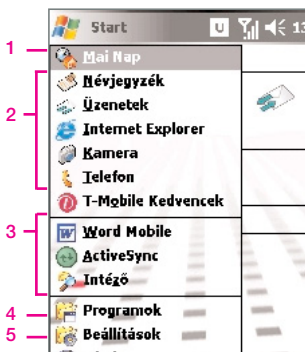 Start U 13
1 Mai Nap
Névjegyzék
2 Üzenetek
Internet Explorer
Kamera
Telefon
T-Mobile Kedvencek
3 Word Mobile
ActiveSync
Intéző
4 Programok
5 Beállítások